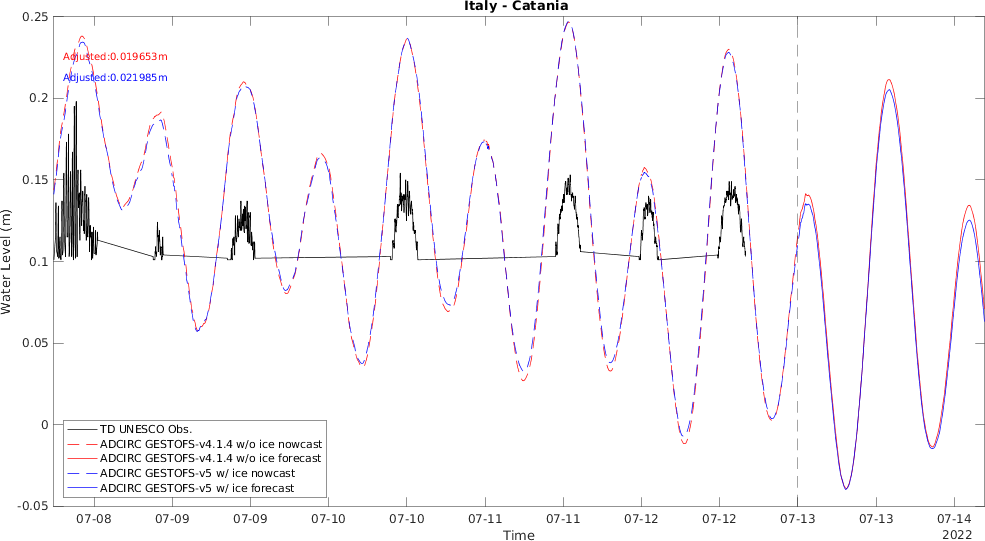 Italy - Catania
0.25
0.2
0.15
0.1
0.05
0
-0.05
Water Level (m)
Adjusted:0.019653m
Adjusted:0.021985m
TD UNESCO Obs.
ADCIRC GESTOFS-v4.1.4 w/o ice nowcast
ADCIRC GESTOFS-v4.1.4 w/o ice forecast
ADCIRC GESTOFS-v5 w/ ice nowcast
ADCIRC GESTOFS-v5 w/ ice forecast
07-08 07-09 07-09 07-10 07-10 07-11 07-11 07-12 07-12 07-13 07-13 07-14
Time
2022